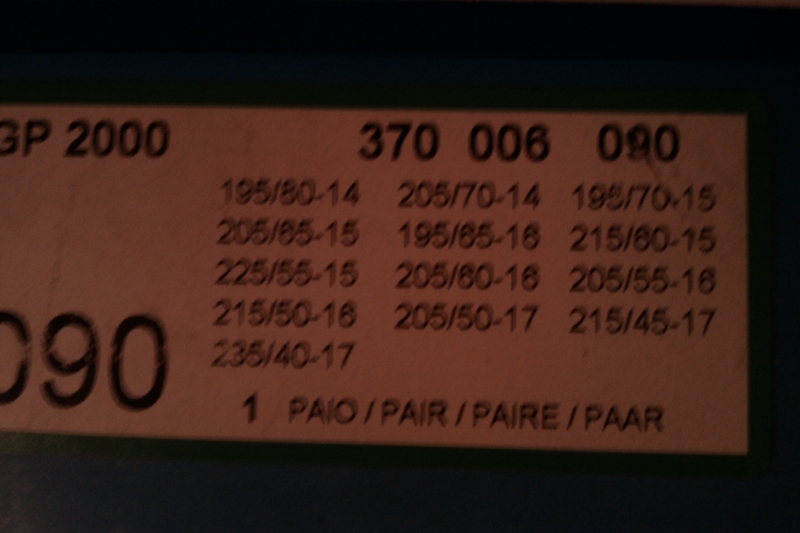 GP 2000 370 006 090
195/80-14 205/70-14 195/70-15
205/65-15 195/65-16 215/60-15
225/55-15 205/60-16 205/55-16
215/50-16 205/50-17 215/45-17
235/40-17
090
1 PAIO / PAIR / PAIRE / PAAR